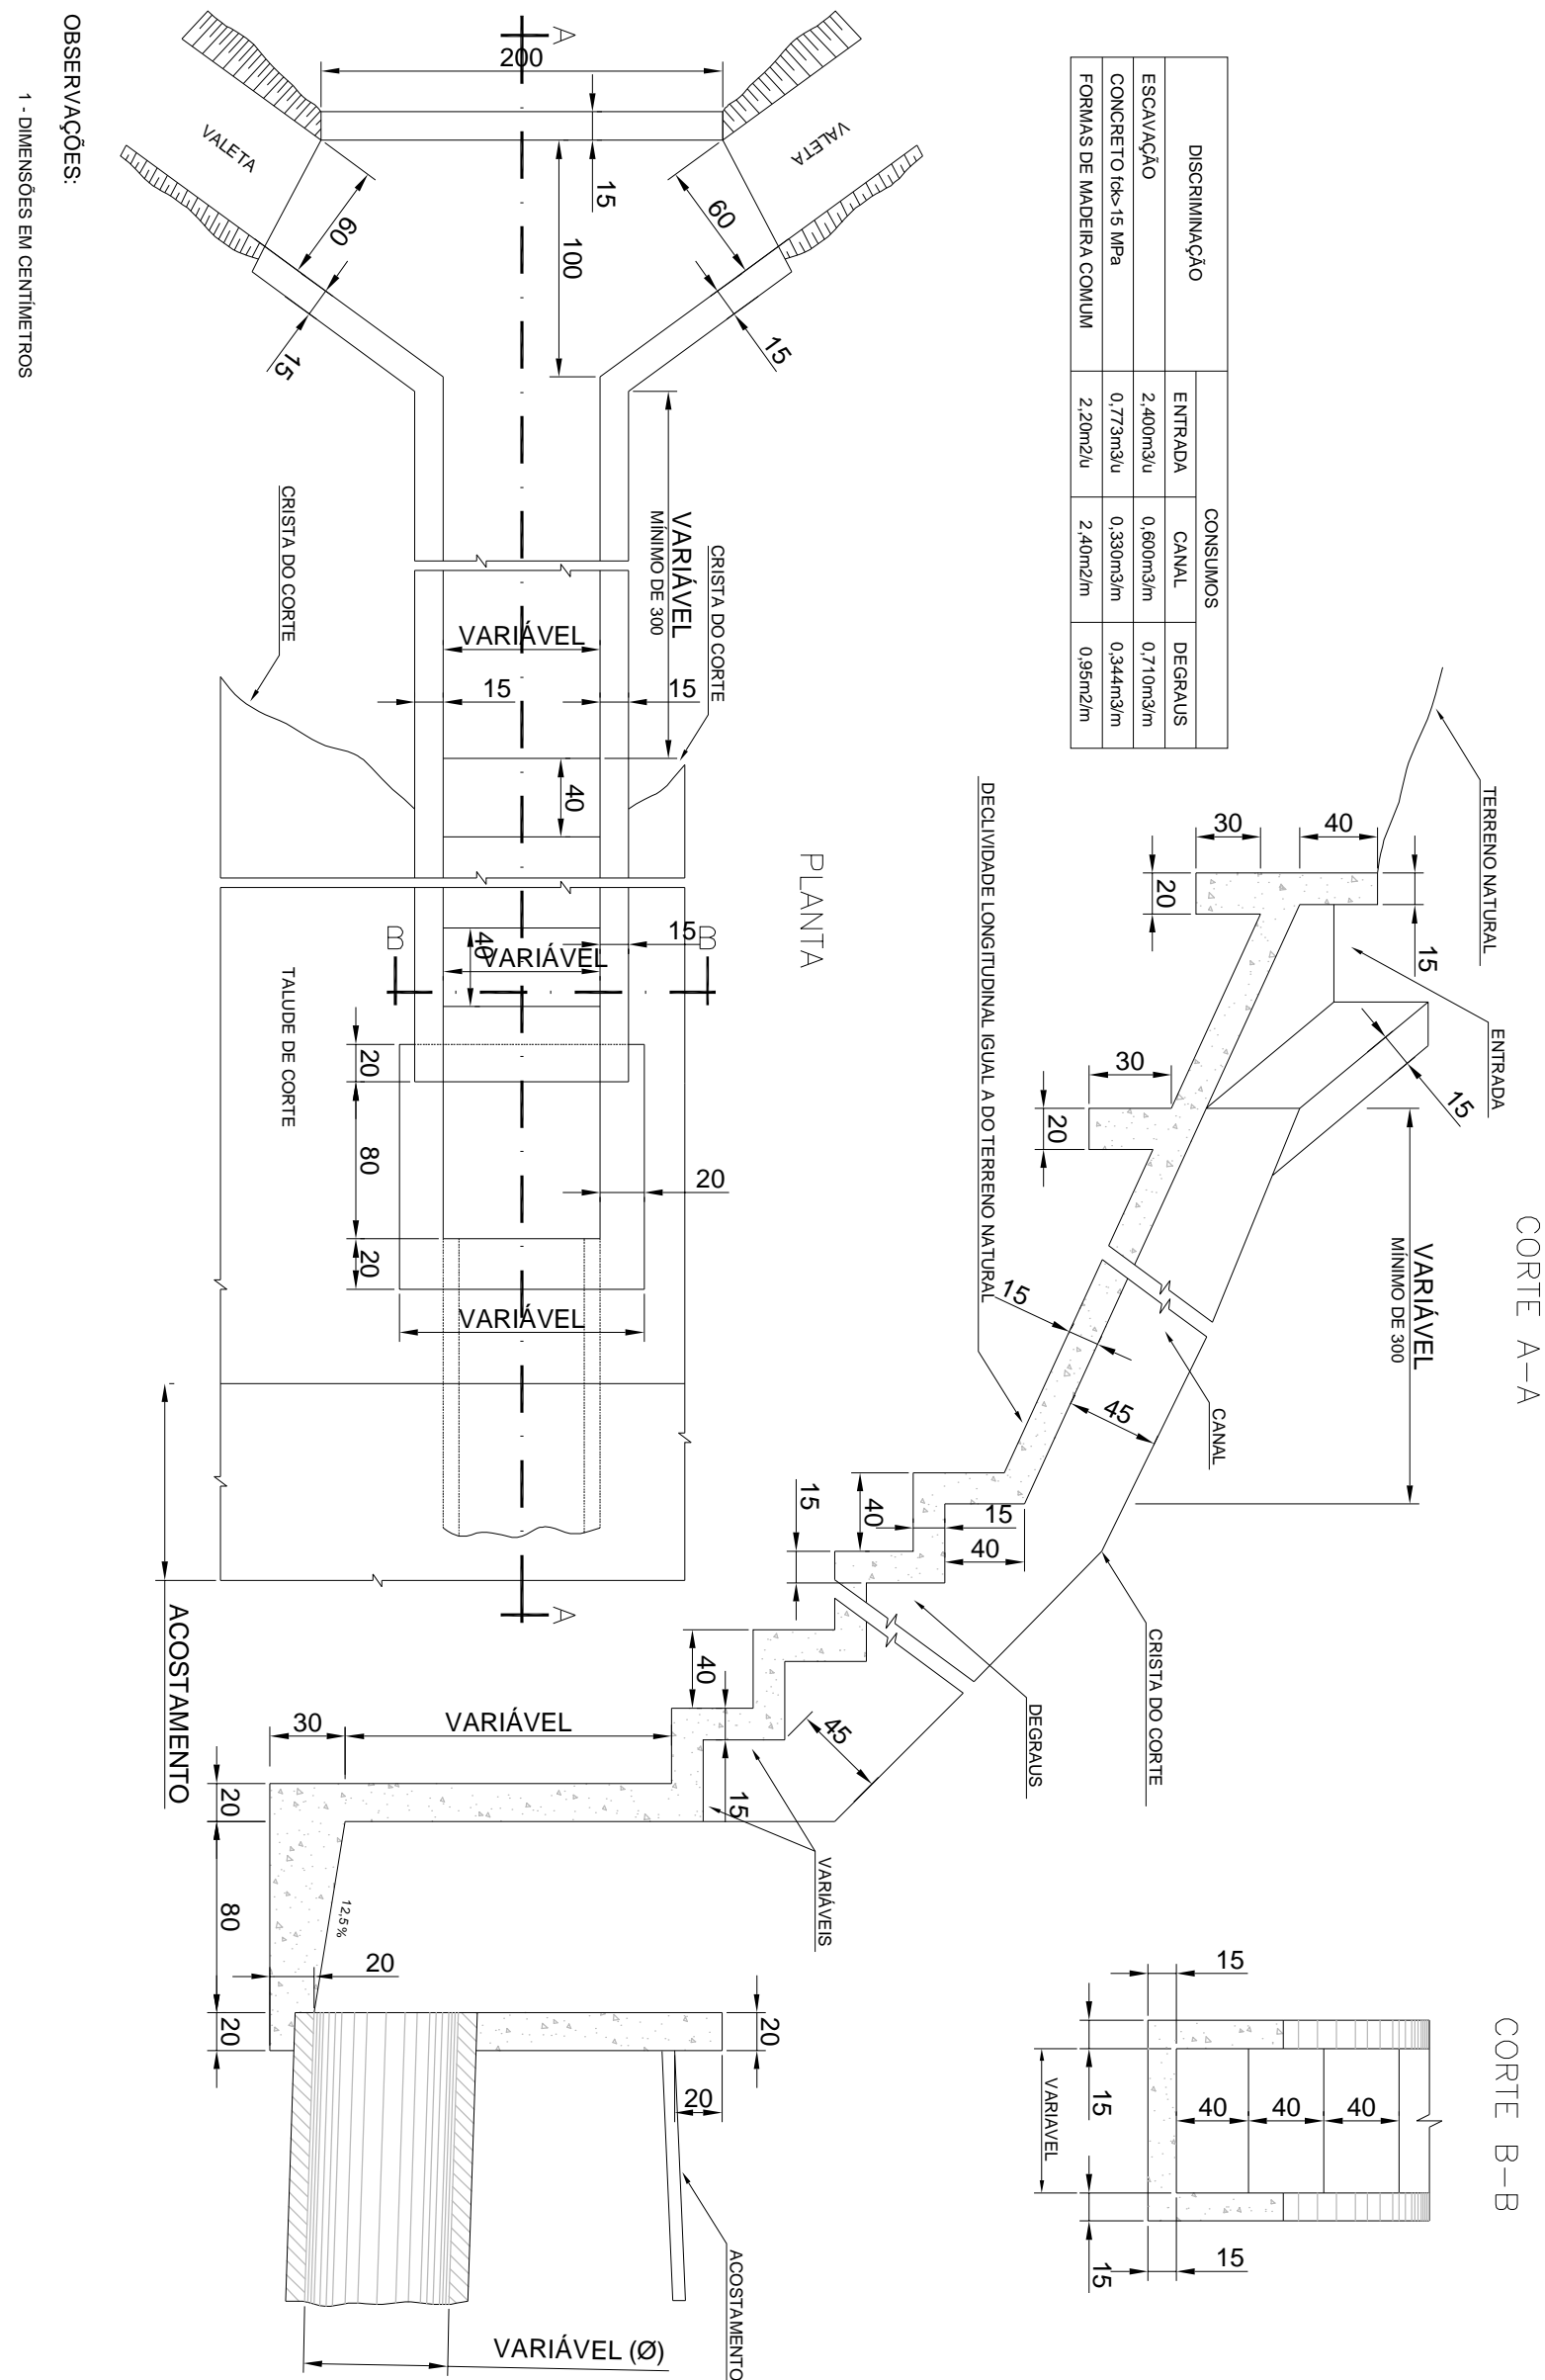 CORTE A-A
TERRENO NATURAL
ENTRADA
40
30
15
20
15
30
20
VARIÁVEL
MÍNIMO DE 300
CANAL
15
45
DECLIVIDADE LONGITUDINAL IGUAL A DO TERRENO NATURAL
CRISTA DO CORTE
DEGRAUS
15
40
40
15
40
45
15
VARIÁVEIS
VARIÁVEL
30
20
80
20
12,5 %
20
20
20
ACOSTAMENTO
VARIÁVEL (Ø)
CORTE B-B
15
15
40
40
40
VARIAVEL
15
15
DISCRIMINAÇÃO
CONSUMOS
ENTRADA
CANAL
DEGRAUS
ESCAVAÇÃO
2,400m3/u
0,600m3/m
0,710m3/m
CONCRETO fck>15 MPa
0,773m3/u
0,330m3/m
0,344m3/m
FORMAS DE MADEIRA COMUM
2,20m2/u
2,40m2/m
0,95m2/m
PLANTA
A
200
VALETA
VALETA
15
60
60
15
15
100
VARIÁVEL
MÍNIMO DE 300
CRISTA DO CORTE
CRISTA DO CORTE
VARIÁVEL
15
15
40
B
B
15
VARIÁVEL
40
TALUDE DE CORTE
20
80
20
20
VARIÁVEL
ACOSTAMENTO
A
OBSERVAÇÕES:
1 - DIMENSÕES EM CENTÍMETROS